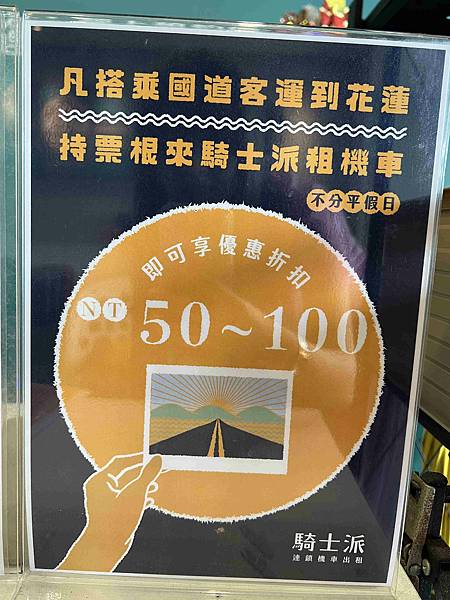 凡搭乘國道客運到花蓮
持票根來騎士派租機車
不分平假日
即可享優惠折扣
NT 50~100
騎士派
連鎖機車出租